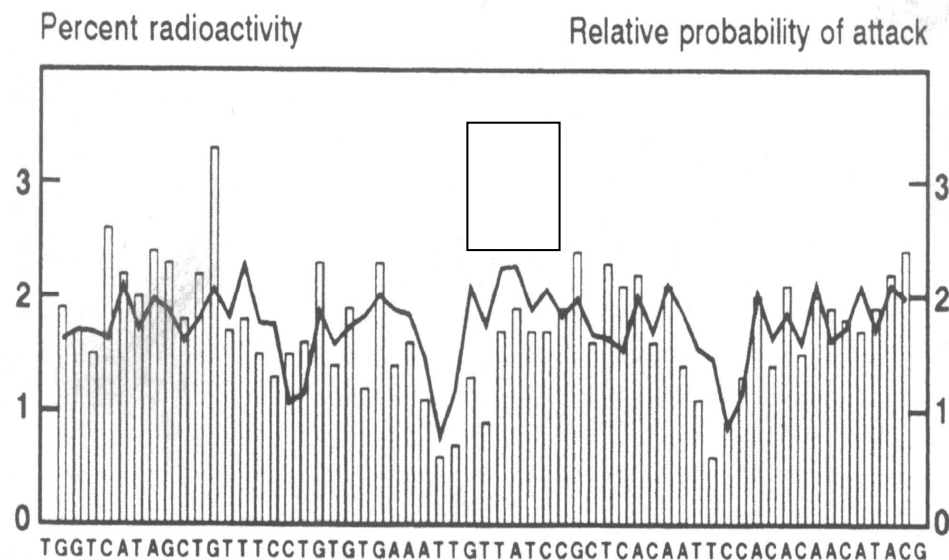 Percent radioactivity
Relative probability of attack
3
3
2
2
1
1
0
0
TGGTCATAGCTGTTTCCTGTGTGAAATTGTTATCCGCTCACAATTCCACACAACATACG